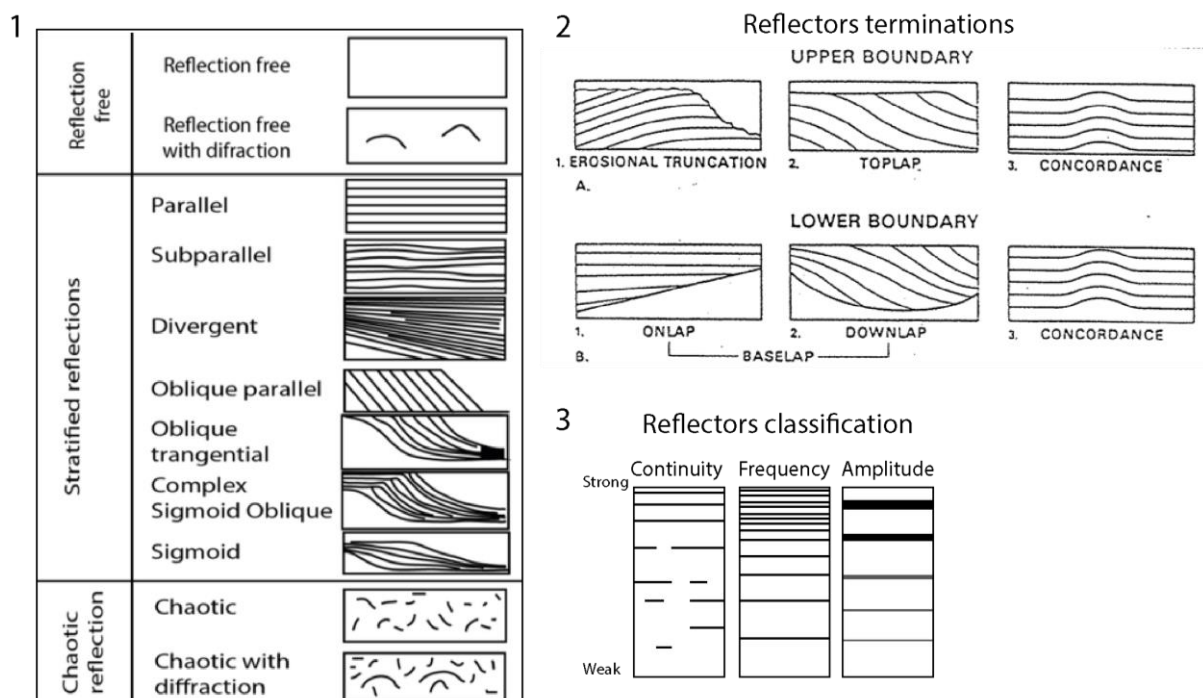 1
Reflection
free
Reflection free
Reflection free
with difraction
Stratified reflections
Parallel
Subparallel
Divergent
Oblique parallel
Oblique
trangential
Complex
Sigmoid Oblique
Sigmoid
Chaotic
reflection
Chaotic
Chaotic with
diffraction
2
Reflectors terminations
UPPER BOUNDARY
1. EROSIONAL TRUNCATION
2. TOPLAP
3. CONCORDANCE
A.
LOWER BOUNDARY
1. ONLAP
2. DOWNLAP
3. CONCORDANCE
B.
BASELAP
3
Reflectors classification
Continuity Frequency Amplitude
Strong
Weak